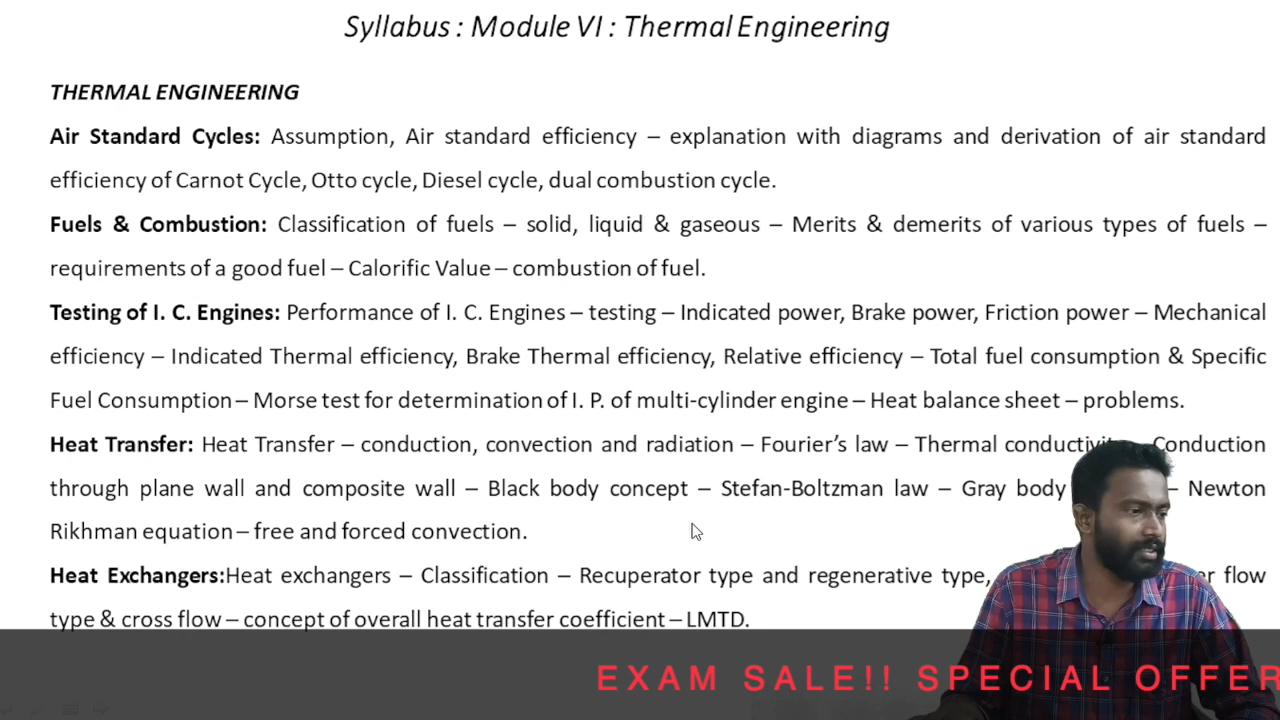 Syllabus : Module VI : Thermal Engineering
THERMAL ENGINEERING
Air Standard Cycles: Assumption, Air standard efficiency – explanation with diagrams and derivation of air standard
efficiency of Carnot Cycle, Otto cycle, Diesel cycle, dual combustion cycle.
Fuels & Combustion: Classification of fuels – solid, liquid & gaseous – Merits & demerits of various types of fuels –
requirements of a good fuel – Calorific Value – combustion of fuel.
Testing of I. C. Engines: Performance of I. C. Engines – testing – Indicated power, Brake power, Friction power – Mechanical
efficiency – Indicated Thermal efficiency, Brake Thermal efficiency, Relative efficiency – Total fuel consumption & Specific
Fuel Consumption – Morse test for determination of I. P. of multi-cylinder engine – Heat balance sheet – problems.
Heat Transfer: Heat Transfer – conduction, convection and radiation – Fourier's law – Thermal Conduction
through plane wall and composite wall – Black body concept – Stefan-Boltzman law – Gray body – Newton
Rikhman equation – free and forced convection.
Heat Exchangers:Heat exchangers – Classification – Recuperator type and regenerative type, flow
type & cross flow – concept of overall heat transfer coefficient – LMTD.
EXAM SALE!! SPECIAL OFFER